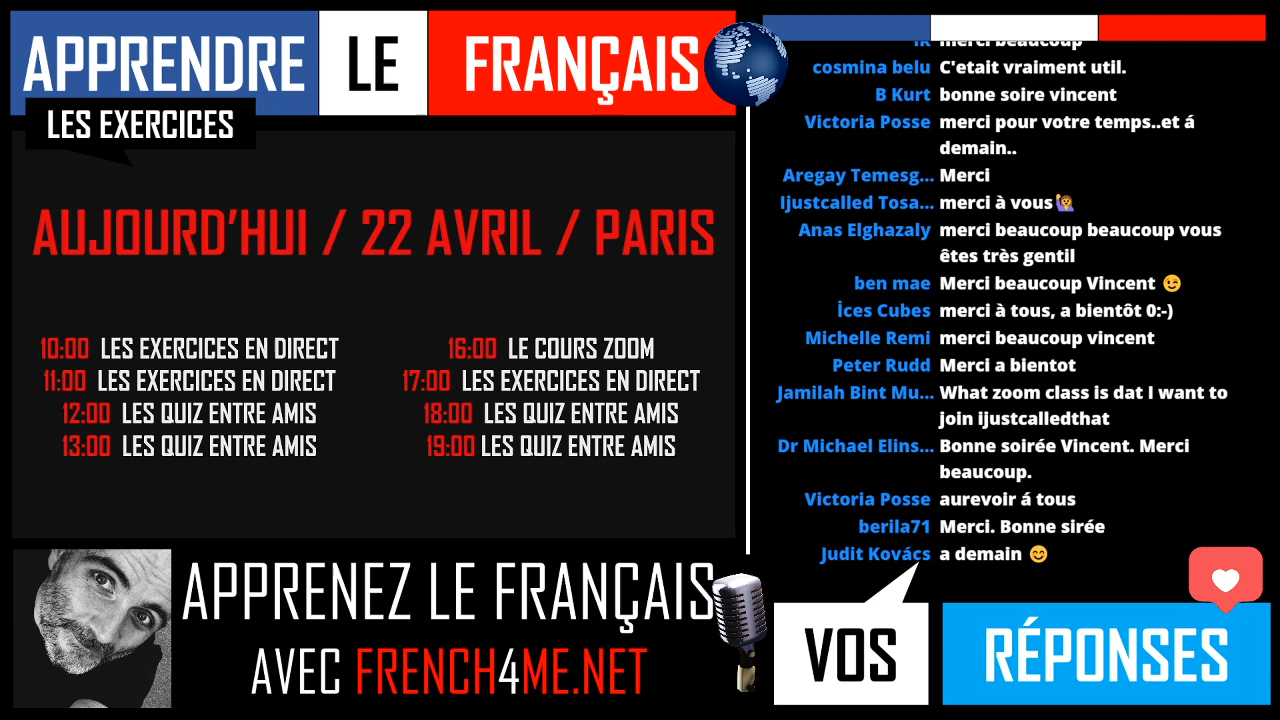 APPRENDRE LE FRANÇAIS
LES EXERCICES
AUJOURD'HUI / 22 AVRIL / PARIS
10:00 LES EXERCICES EN DIRECT
11:00 LES EXERCICES EN DIRECT
12:00 LES QUIZ ENTRE AMIS
13:00 LES QUIZ ENTRE AMIS
16:00 LE COURS ZOOM
17:00 LES EXERCICES EN DIRECT
18:00 LES QUIZ ENTRE AMIS
19:00 LES QUIZ ENTRE AMIS
APPRENEZ LE FRANÇAIS
AVEC FRENCH4ME.NET
merci beaucoup
cosmina belu C'etait vraiment util.
B Kurt bonne soire vincent
Victoria Posse merci pour votre temps..et á
demain..
Aregay Temesg... Merci
Ijustcalled Tosa... merci à vous🙋
Anas Elghazaly merci beaucoup beaucoup vous
êtes très gentil
ben mae Merci beaucoup Vincent 😉
İces Cubes merci à tous, a bientôt 0:-)
Michelle Remi merci beaucoup vincent
Peter Rudd Merci a bientot
Jamilah Bint Mu... What zoom class is dat I want to
join ijustcalledthat
Dr Michael Elins... Bonne soirée Vincent. Merci
beaucoup.
Victoria Posse aurevoir á tous
berila71 Merci. Bonne sirée
Judit Kovács a demain 😊
VOS RÉPONSES